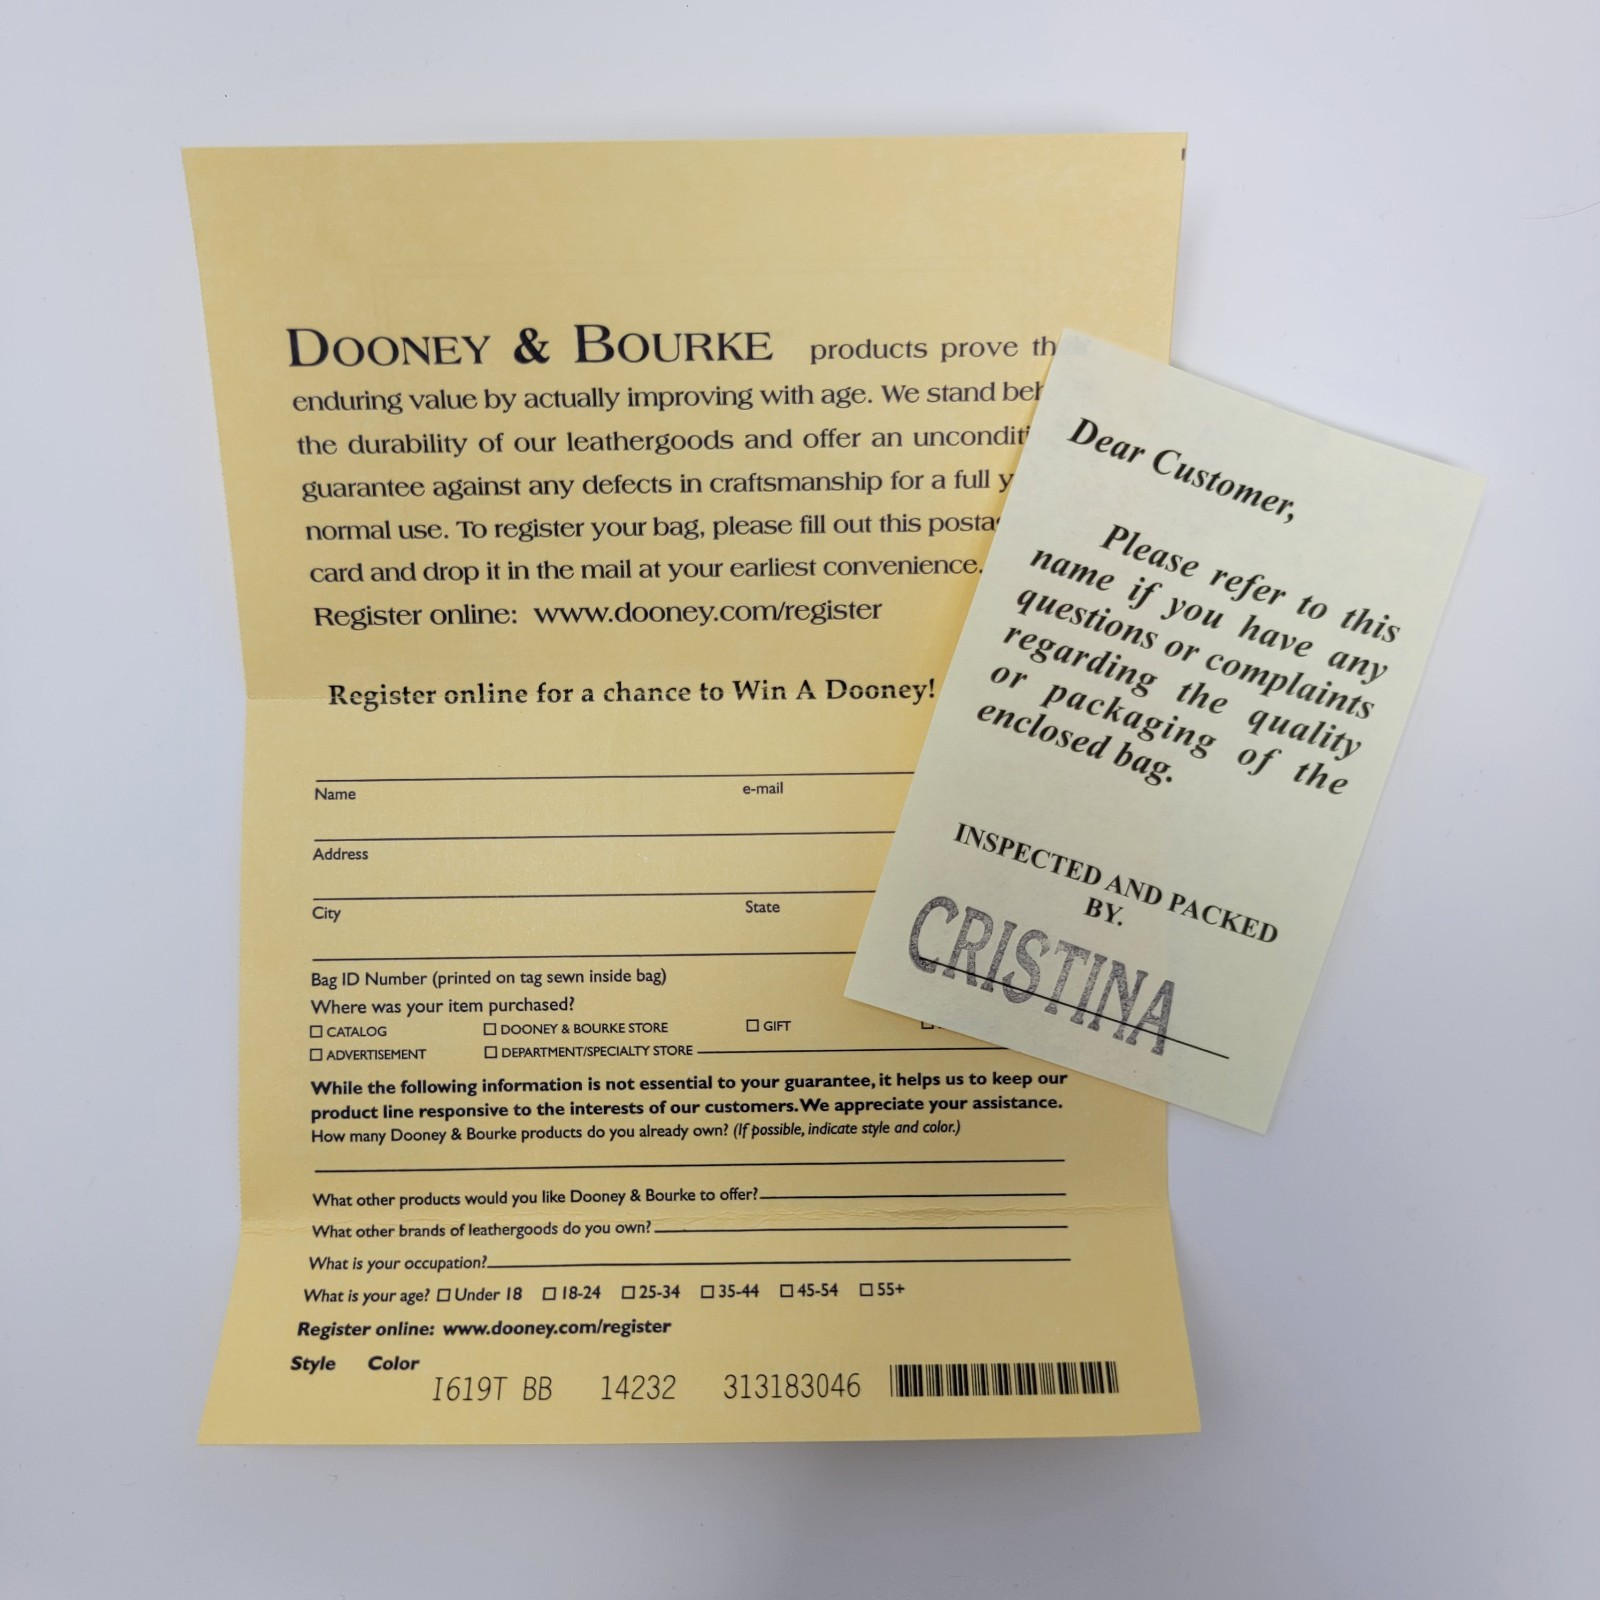 DOONEY & BOURKE products prove
enduring value by actually improving with age. We stand
the durability of our leathergoods and offer an
guarantee against any defects in craftsmanship for a full
normal use. To register your bag, please fill out this
card and drop it in the mail at your earliest convenience.
Register online: www.dooney.com/register
Register online for a chance to Win A Dooney!
Name e-mail
Address
City State
Bag ID Number (printed on tag sewn inside bag)
Where was your item purchased?
CATALOG DOONEY & BOURKE STORE GIFT
ADVERTISEMENT DEPARTMENT/SPECIALTY STORE
While the following information is not essential to your guarantee, it helps us to keep our
product line responsive to the interests of our customers. We appreciate your assistance.
How many Dooney & Bourke products do you already own? (If possible, indicate style and color.)
What other products would you like Dooney & Bourke to offer?
What other brands of leathergoods do you own?
What is your occupation?
What is your age? Under 18 18-24 25-34 35-44 45-54 55+
Register online: www.dooney.com/register
Style Color
I619T BB 14232 313183046
Dear Customer,
Please refer to this
name if you have any
questions or complaints
regarding the quality
or packaging of the
enclosed bag.
INSPECTED AND PACKED
BY.
CRISTINA